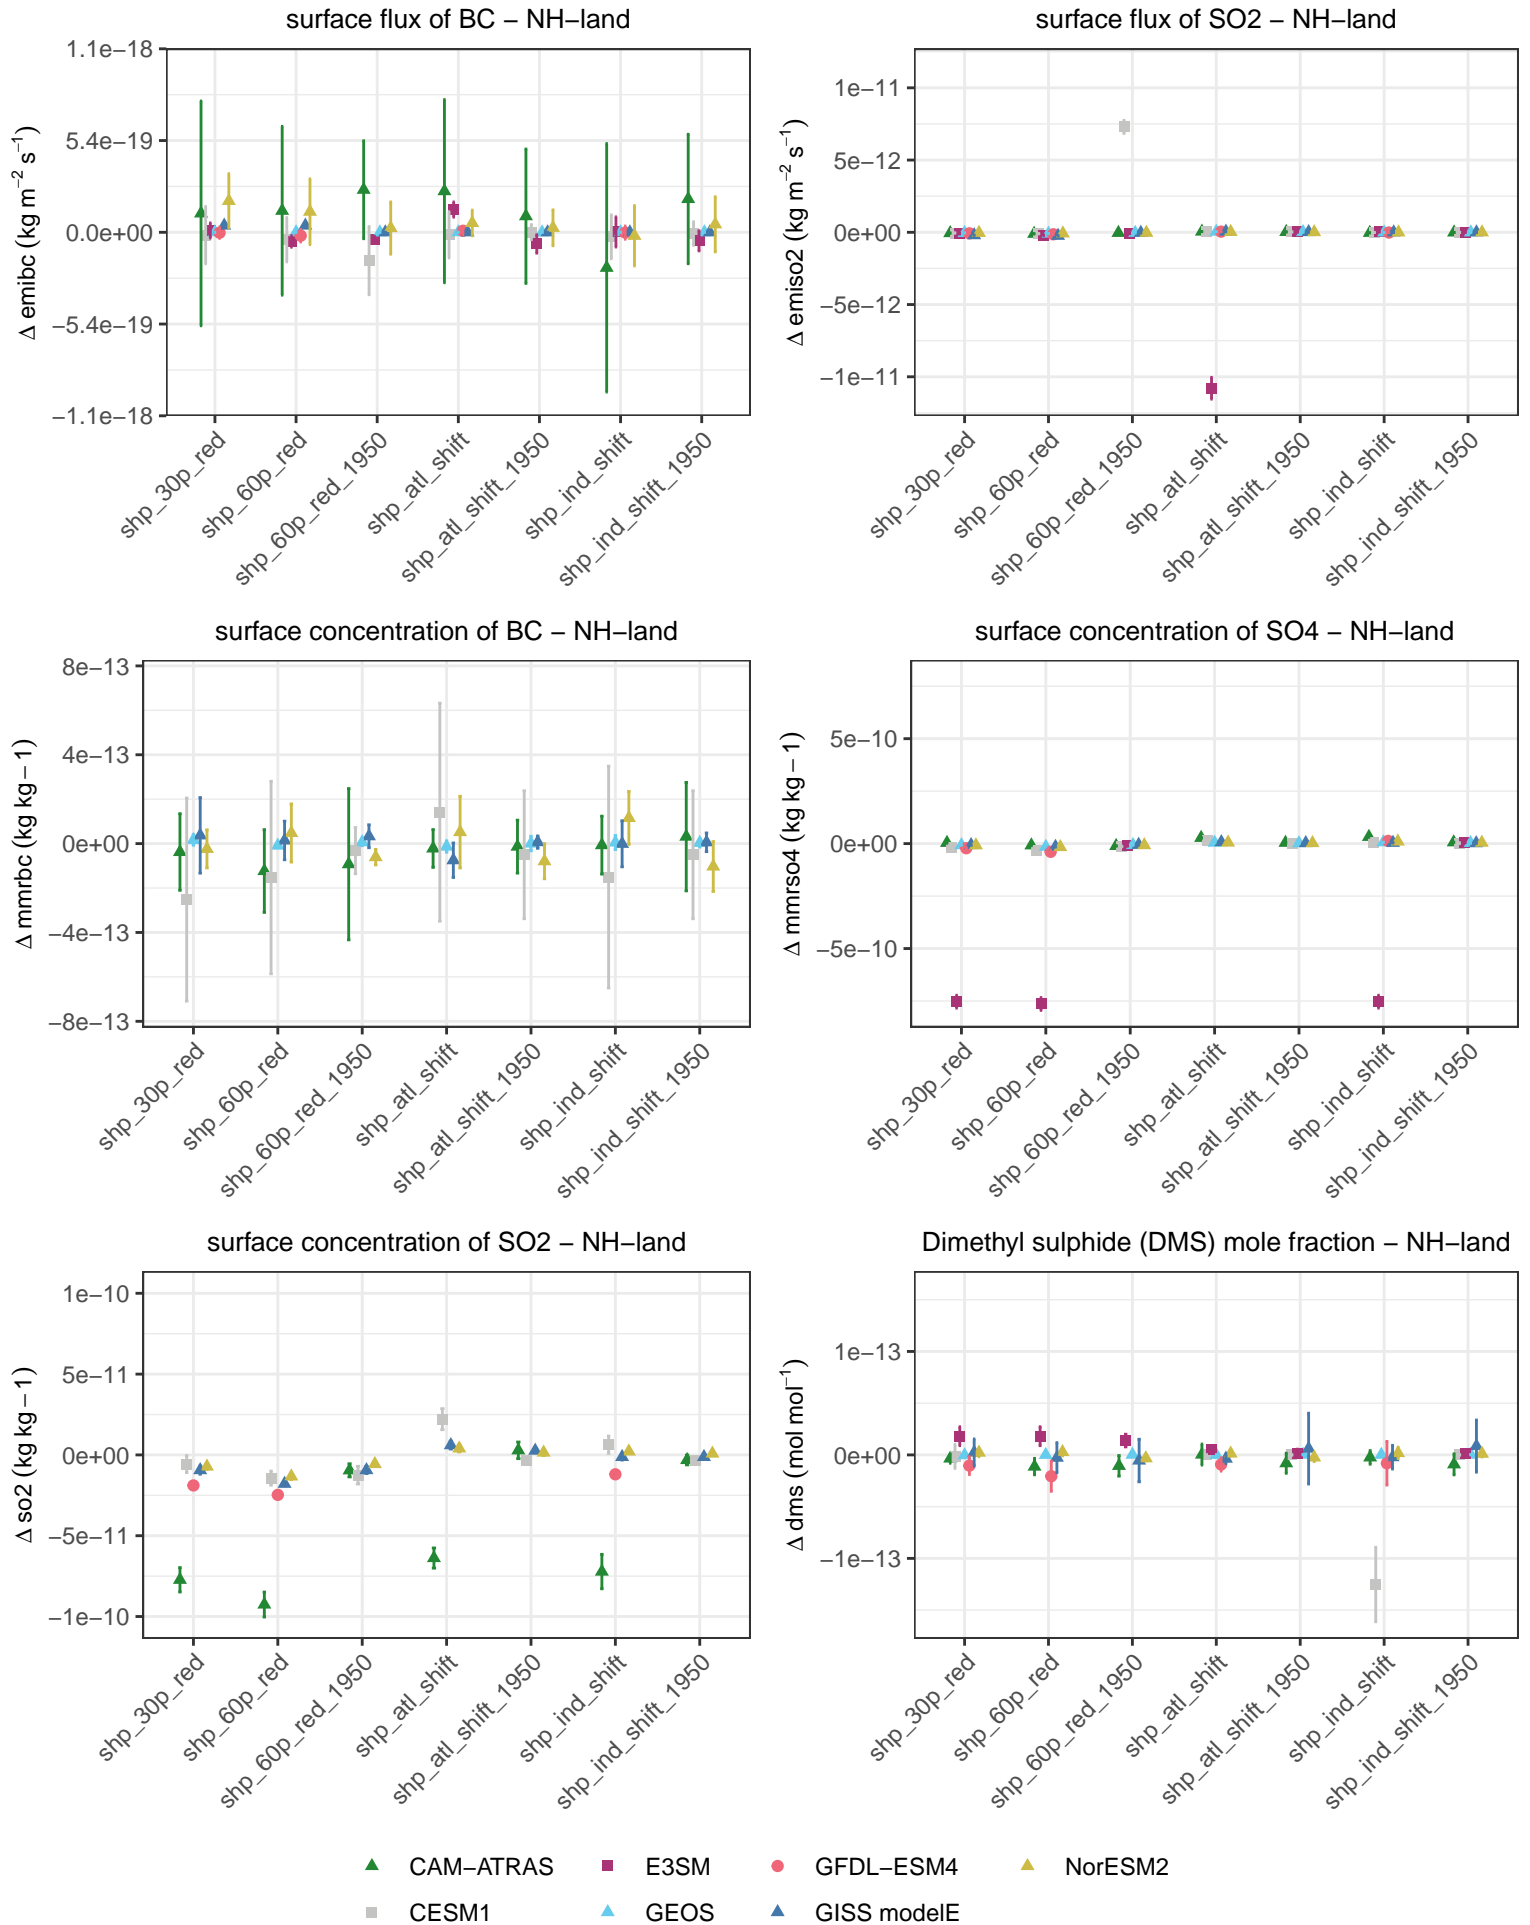 surface flux of BC − NH−land
1.1e−18
5.4e−19
0.0e+00
−5.4e−19
−1.1e−18
Δ emibc (kg m⁻² s⁻¹)
shp_30p_red
shp_60p_red
shp_60p_red_1950
shp_atl_shift
shp_atl_shift_1950
shp_ind_shift
shp_ind_shift_1950
surface flux of SO2 − NH−land
1e−11
5e−12
0e+00
−5e−12
−1e−11
Δ emiso2 (kg m⁻² s⁻¹)
shp_30p_red
shp_60p_red
shp_60p_red_1950
shp_atl_shift
shp_atl_shift_1950
shp_ind_shift
shp_ind_shift_1950
surface concentration of BC − NH−land
8e−13
4e−13
0e+00
−4e−13
−8e−13
Δ mmrbc (kg kg − 1)
shp_30p_red
shp_60p_red
shp_60p_red_1950
shp_atl_shift
shp_atl_shift_1950
shp_ind_shift
shp_ind_shift_1950
surface concentration of SO4 − NH−land
5e−10
0e+00
−5e−10
Δ mmrso4 (kg kg − 1)
shp_30p_red
shp_60p_red
shp_60p_red_1950
shp_atl_shift
shp_atl_shift_1950
shp_ind_shift
shp_ind_shift_1950
surface concentration of SO2 − NH−land
1e−10
5e−11
0e+00
−5e−11
−1e−10
Δ so2 (kg kg − 1)
shp_30p_red
shp_60p_red
shp_60p_red_1950
shp_atl_shift
shp_atl_shift_1950
shp_ind_shift
shp_ind_shift_1950
Dimethyl sulphide (DMS) mole fraction − NH−land
1e−13
0e+00
−1e−13
Δ dms (mol mol⁻¹)
shp_30p_red
shp_60p_red
shp_60p_red_1950
shp_atl_shift
shp_atl_shift_1950
shp_ind_shift
shp_ind_shift_1950
CAM−ATRAS E3SM GFDL−ESM4 NorESM2
CESM1 GEOS GISS modelE